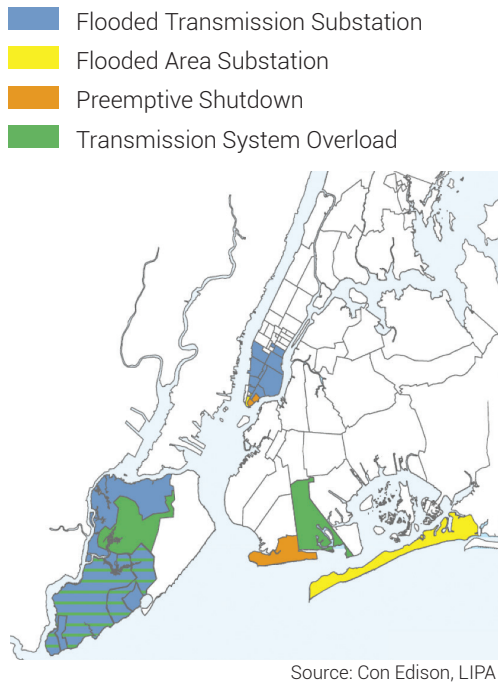 Flooded Transmission Substation
Flooded Area Substation
Preemptive Shutdown
Transmission System Overload
Source: Con Edison, LIPA